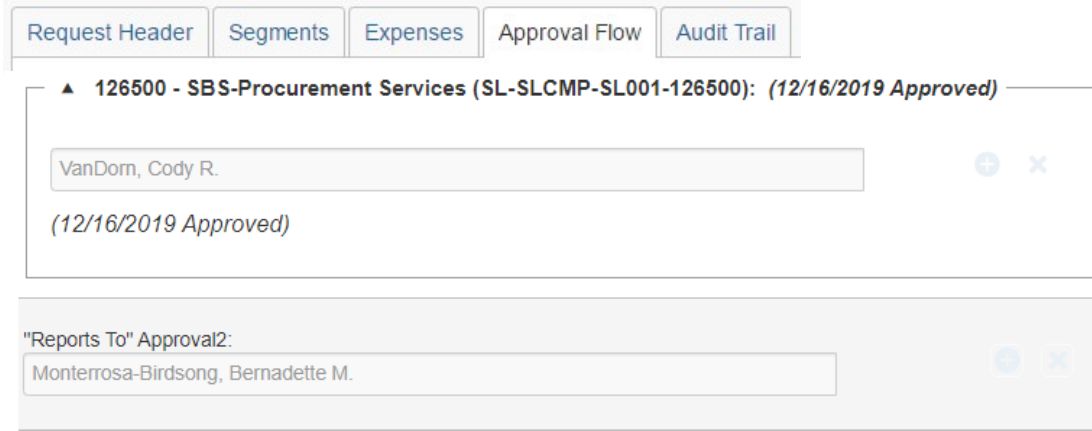 Request Header Segments Expenses Approval Flow Audit Trail
126500 - SBS-Procurement Services (SL-SLCMP-SL001-126500): (12/16/2019 Approved)
VanDorn, Cody R.
(12/16/2019 Approved)
"Reports To" Approval2:
Monterrosa-Birdsong, Bernadette M.